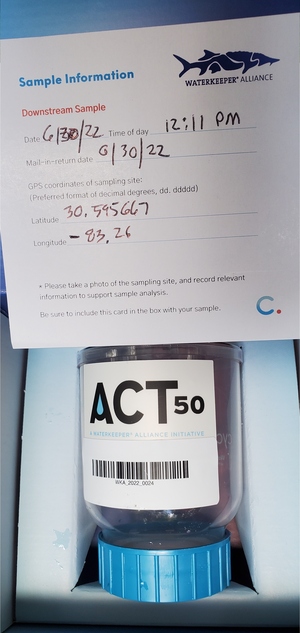 WATERKEEPER® ALLIANCE
Sample Information
Downstream Sample
Date 6/30/22 Time of day 12:11 PM
Mail-in-return date 6/30/22
GPS coordinates of sampling site:
(Preferred format of decimal degrees, dd. ddddd)
Latitude 30.595667
Longitude -83.26
* Please take a photo of the sampling site, and record relevant
information to support sample analysis.
Be sure to include this card in the box with your sample.
C.
ACT50
A WATERKEEPER® ALLIANCE INITIATIVE
WKA_2022_0024